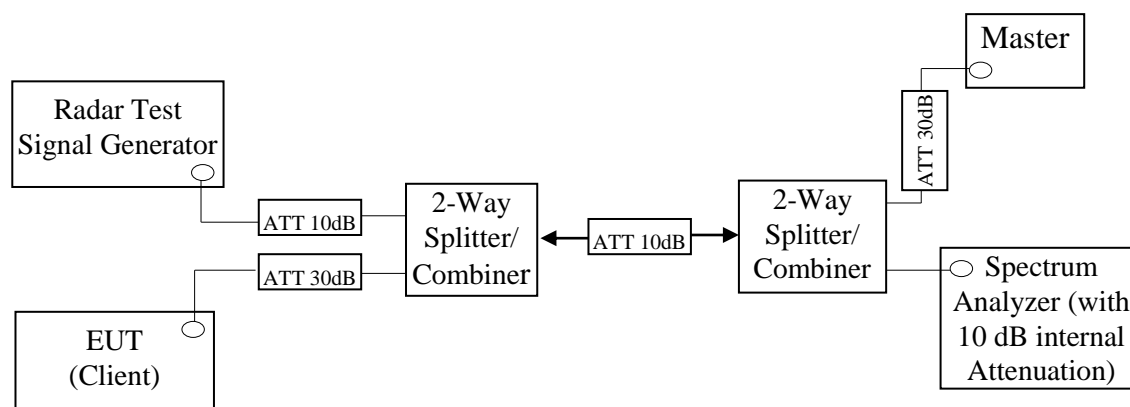 Master
Radar Test
Signal Generator
ATT 30dB
2-Way
Splitter/
Combiner
2-Way
Splitter/
Combiner
ATT 10dB
ATT 10dB
ATT 30dB
EUT
(Client)
Spectrum
Analyzer (with
10 dB internal
Attenuation)